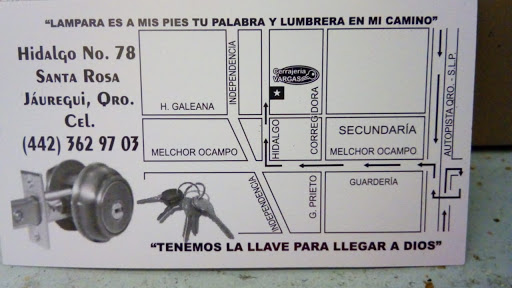 "LAMPARA ES A MIS PIES TU PALABRA Y LUMBRERA EN MI CAMINO"
Hidalgo No. 78
Santa Rosa
Jáuregui, Qro.
Cel.
(442) 362 97 03
INDEPENDENCIA
Cerrajería
VARGAS
H. GALEANA
HIDALGO
CORREGIDORA
SECUNDARÍA
AUTOPISTA QRO. - S.L.P.
MELCHOR OCAMPO
MELCHOR OCAMPO
INDEPENDENCIA
G. PRIETO
GUARDERÍA
"TENEMOS LA LLAVE PARA LLEGAR A DIOS"